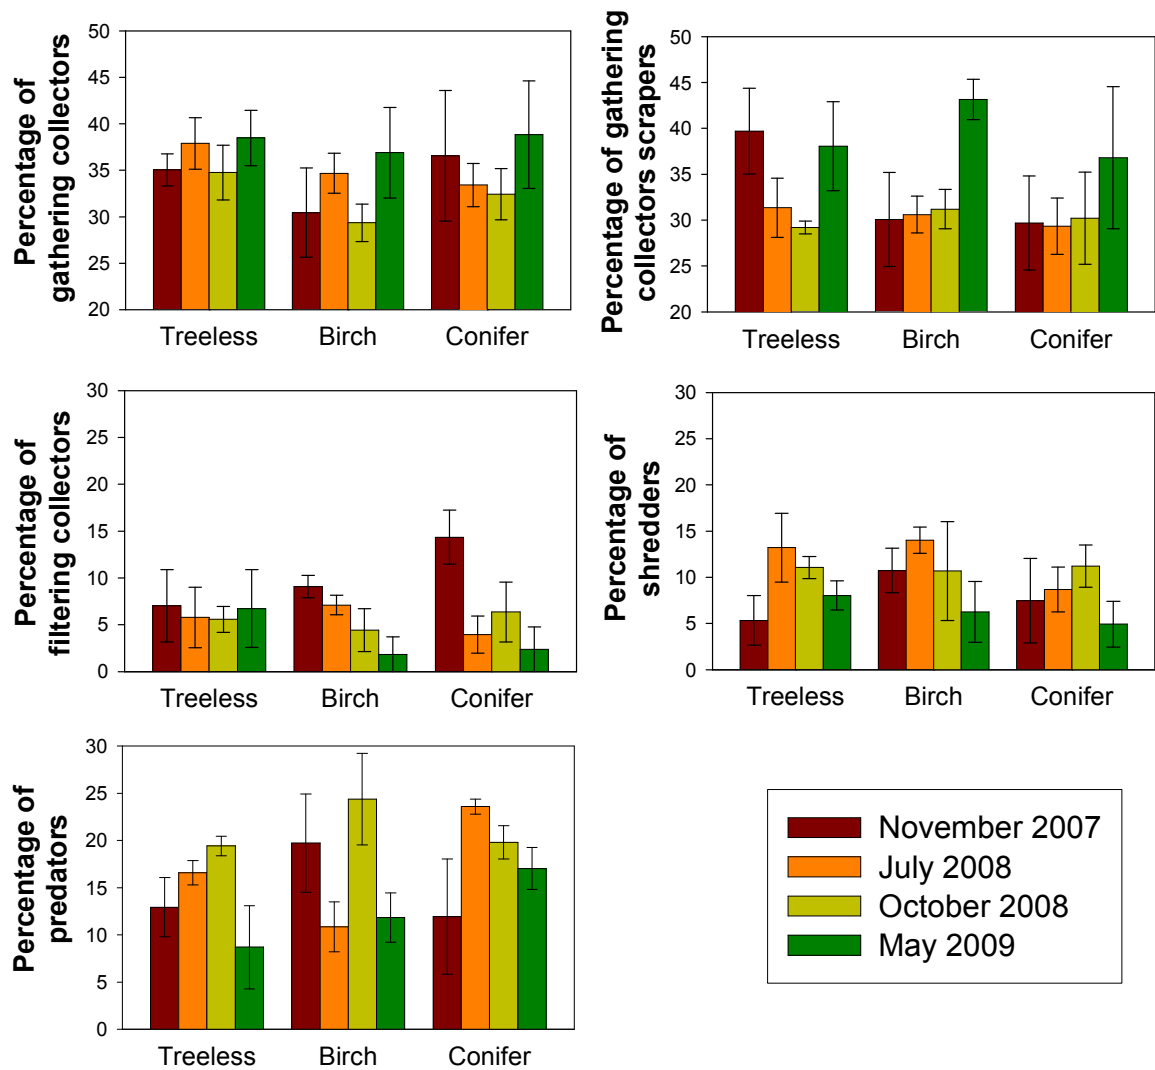 Percentage of
gathering collectors
50
45
40
35
30
25
20
Treeless Birch Conifer
Percentage of gathering
collectors scrapers
50
40
30
25
20
Treeless Birch Conifer
Percentage of
filtering collectors
30
25
20
15
10
5
0
Treeless Birch Conifer
Percentage of
shredders
30
25
20
15
10
5
0
Treeless Birch Conifer
Percentage of
predators
30
25
20
15
10
5
0
Treeless Birch Conifer
November 2007
July 2008
October 2008
May 2009